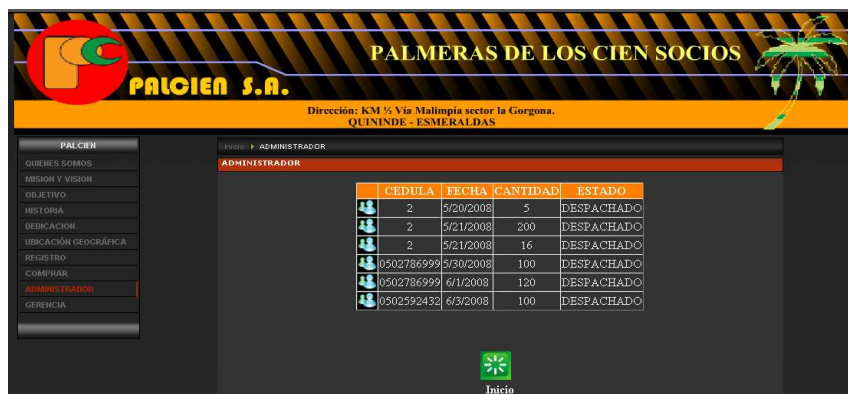 PALMERAS DE LOS CIEN SOCIOS
PALCIEN S.A.
Dirección: KM ½ Vía Malimpia sector la Gorgona.
QUININDE - ESMERALDAS
PALCIEN
QUIENES SOMOS
MISION Y VISION
OBJETIVO
HISTORIA
DEDICACION
UBICACIÓN GEOGRÁFICA
REGISTRO
COMPRAR
ADMINISTRADOR
GERENCIA
Inicio ADMINISTRADOR
ADMINISTRADOR
CEDULA FECHA CANTIDAD ESTADO
2 5/20/2008 5 DESPACHADO
2 5/21/2008 200 DESPACHADO
2 5/21/2008 16 DESPACHADO
0502786999 5/30/2008 100 DESPACHADO
0502786999 6/1/2008 120 DESPACHADO
0502592432 6/3/2008 100 DESPACHADO
Inicio